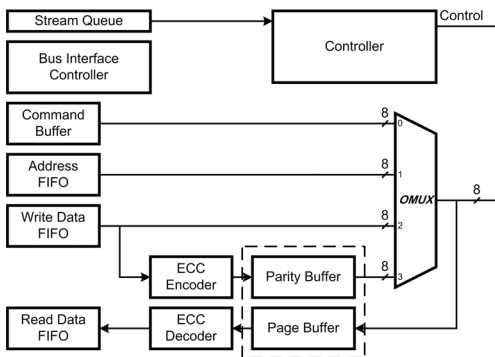 Stream Queue
Controller
Control
Bus Interface
Controller
Command
Buffer
8
0
Address
FIFO
8
1
OMUX
8
Write Data
FIFO
8
2
ECC
Encoder
Parity Buffer
8
3
Read Data
FIFO
ECC
Decoder
Page Buffer